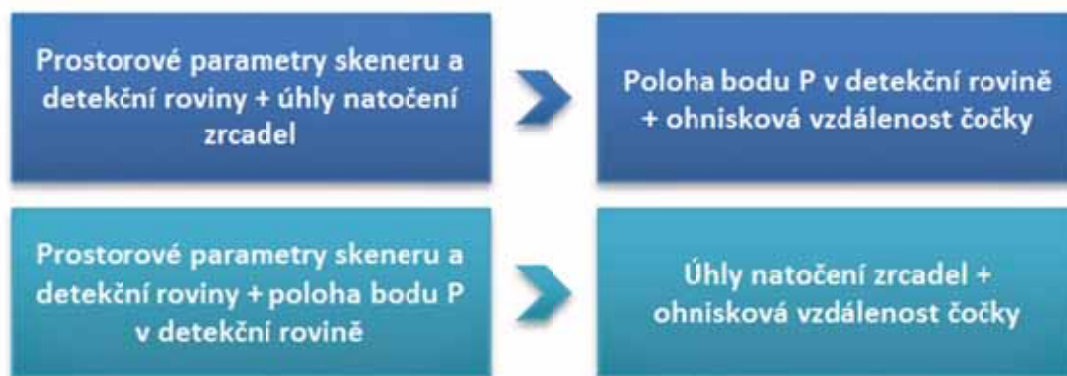 Prostorové parametry skeneru a
detekční roviny + úhly natočení
zrcadel
Poloha bodu P v detekční rovině
+ ohnisková vzdálenost čočky
Prostorové parametry skeneru a
detekční roviny + poloha bodu P
v detekční rovině
Úhly natočení zrcadel +
ohnisková vzdálenost čočky